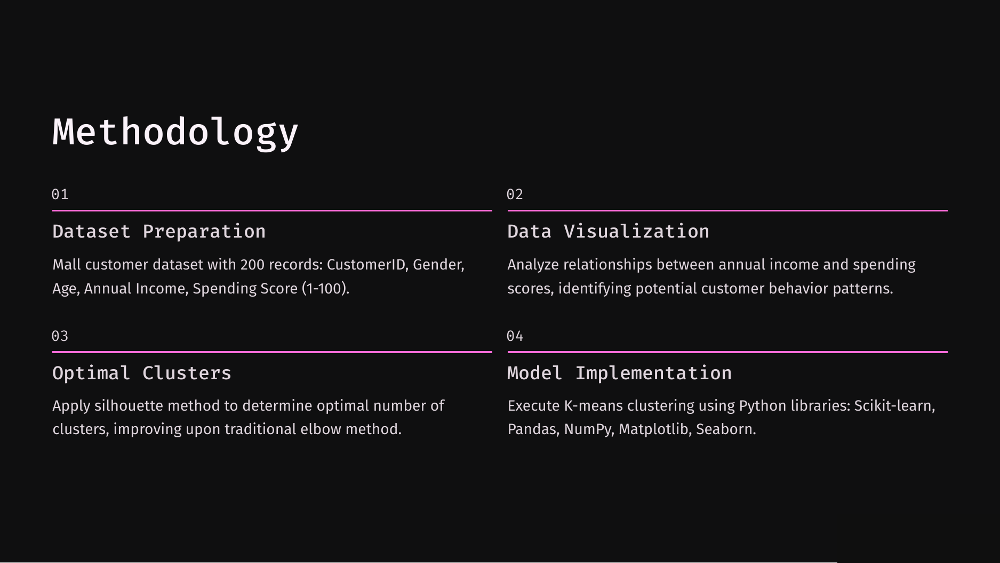 Methodology
01
Dataset Preparation
Mall customer dataset with 200 records: CustomerID, Gender,
Age, Annual Income, Spending Score (1-100).
02
Data Visualization
Analyze relationships between annual income and spending
scores, identifying potential customer behavior patterns.
03
Optimal Clusters
Apply silhouette method to determine optimal number of
clusters, improving upon traditional elbow method.
04
Model Implementation
Execute K-means clustering using Python libraries: Scikit-learn,
Pandas, NumPy, Matplotlib, Seaborn.